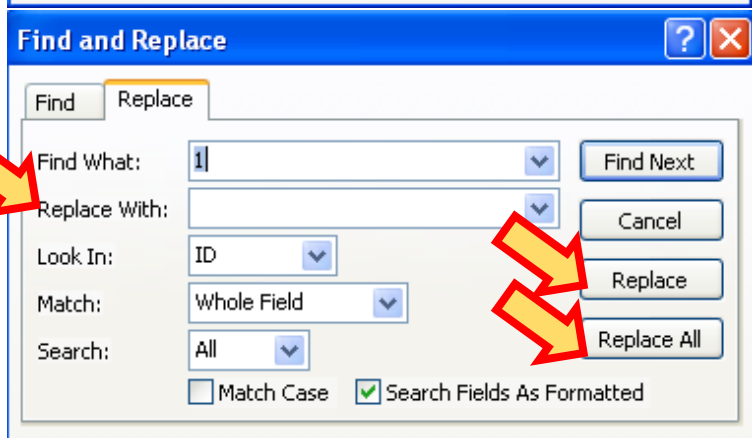 Find and Replace
Find Replace
Find What: 1 Find Next
Replace With: Cancel
Look In: ID Replace
Match: Whole Field
Search: All Replace All
Match Case Search Fields As Formatted